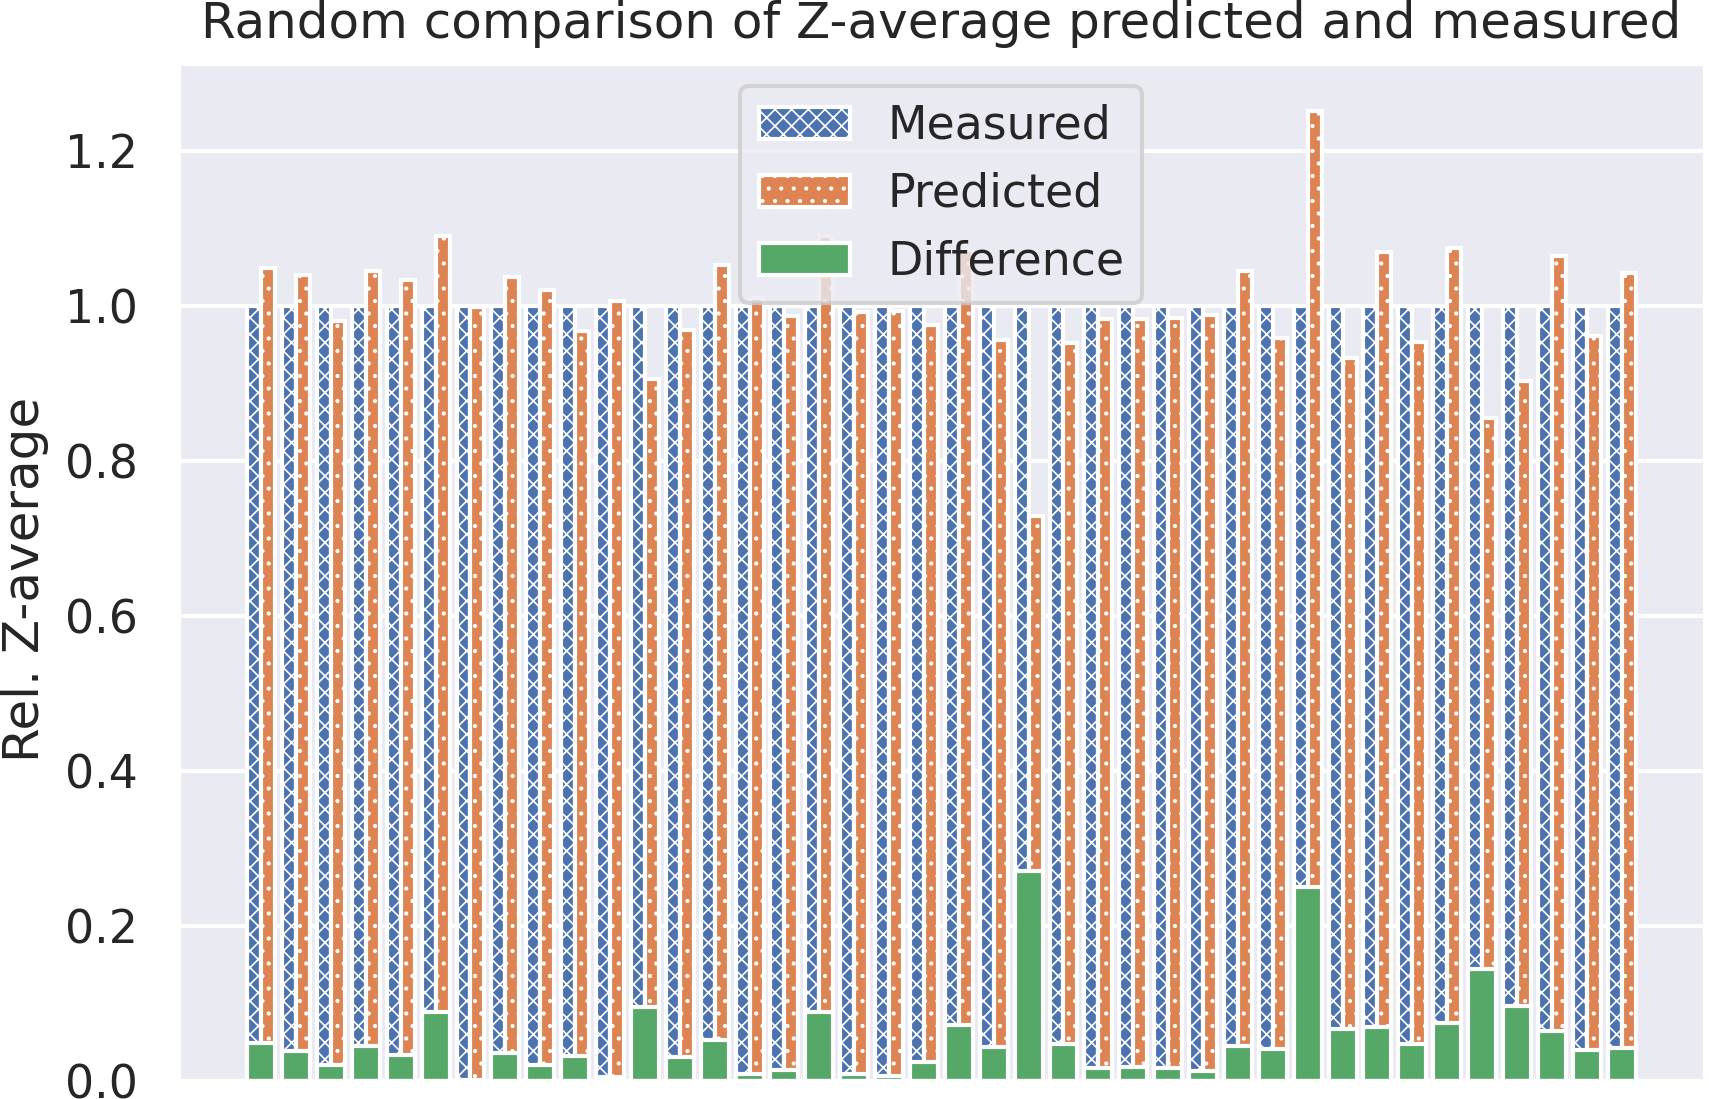 Random comparison of Z-average predicted and measured
Measured
Predicted
Difference
Rel. Z-average
1.2
1.0
0.8
0.6
0.4
0.2
0.0